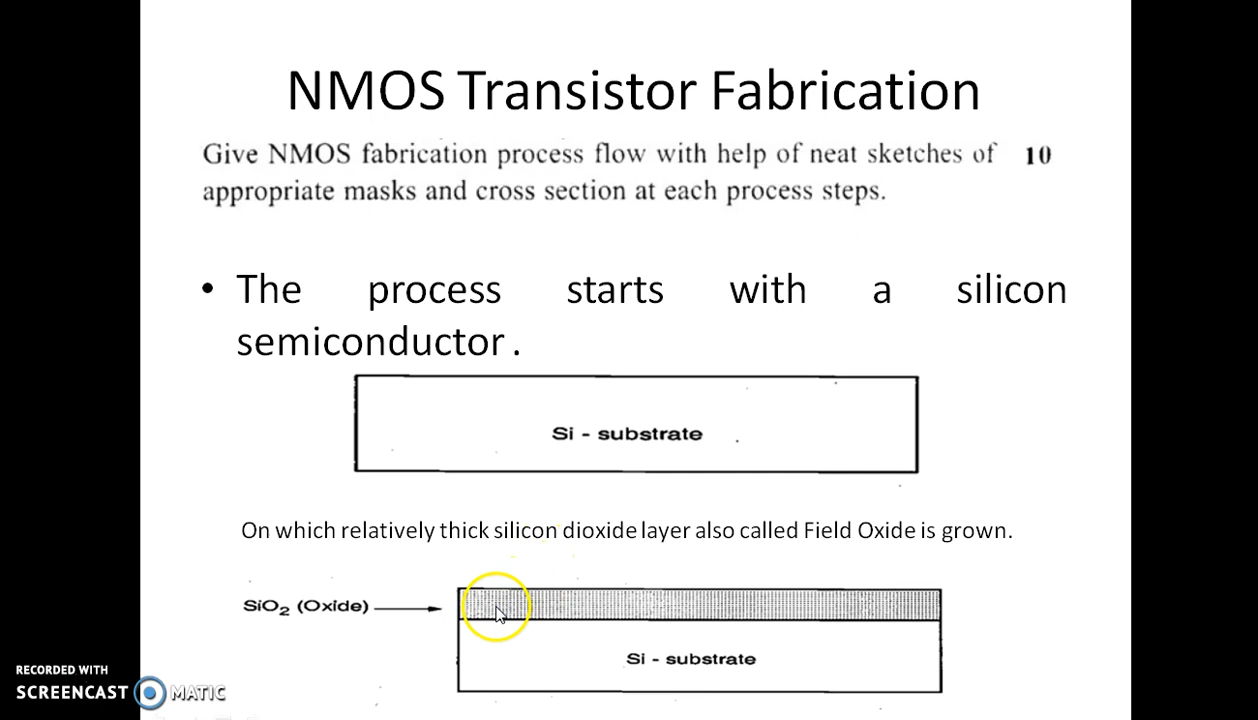 NMOS Transistor Fabrication
Give NMOS fabrication process flow with help of neat sketches of 10
appropriate masks and cross section at each process steps.
• The process starts with a silicon
semiconductor.
Si - substrate
On which relatively thick silicon dioxide layer also called Field Oxide is grown.
SiO₂ (Oxide)
Si - substrate
RECORDED WITH
SCREENCAST MATIC